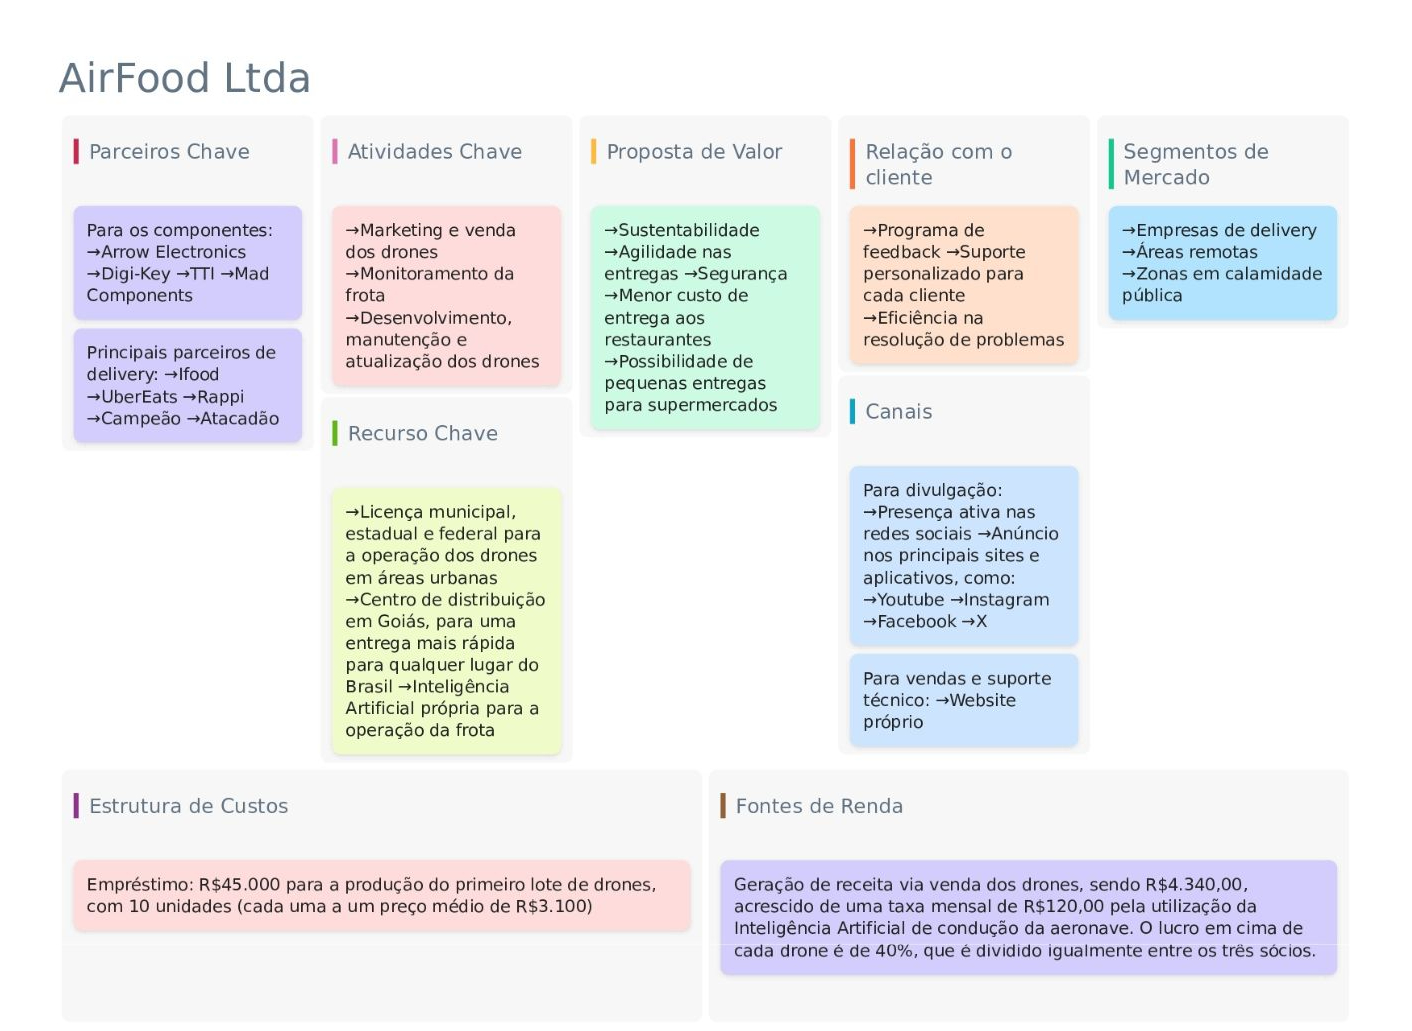 AirFood Ltda
Parceiros Chave
Para os componentes:
→Arrow Electronics
→Digi-Key →TTI →Mad
Components
Principais parceiros de
delivery: →Ifood
→UberEats →Rappi
→Campeão →Atacadão
Atividades Chave
→Marketing e venda
dos drones
→Monitoramento da
frota
→Desenvolvimento,
manutenção e
atualização dos drones
Recurso Chave
→Licença municipal,
estadual e federal para
a operação dos drones
em áreas urbanas
→Centro de distribuição
em Goiás, para uma
entrega mais rápida
para qualquer lugar do
Brasil →Inteligência
Artificial própria para a
operação da frota
Proposta de Valor
→Sustentabilidade
→Agilidade nas
entregas →Segurança
→Menor custo de
entrega aos
restaurantes
→Possibilidade de
pequenas entregas
para supermercados
Relação com o
cliente
→Programa de
feedback →Suporte
personalizado para
cada cliente
→Eficiência na
resolução de problemas
Canais
Para divulgação:
→Presença ativa nas
redes sociais →Anúncio
nos principais sites e
aplicativos, como:
→Youtube →Instagram
→Facebook →X
Para vendas e suporte
técnico: →Website
próprio
Segmentos de
Mercado
→Empresas de delivery
→Áreas remotas
→Zonas em calamidade
pública
Estrutura de Custos
Empréstimo: R$45.000 para a produção do primeiro lote de drones,
com 10 unidades (cada uma a um preço médio de R$3.100)
Fontes de Renda
Geração de receita via venda dos drones, sendo R$4.340,00,
acrescido de uma taxa mensal de R$120,00 pela utilização da
Inteligência Artificial de condução da aeronave. O lucro em cima de
cada drone é de 40%, que é dividido igualmente entre os três sócios.